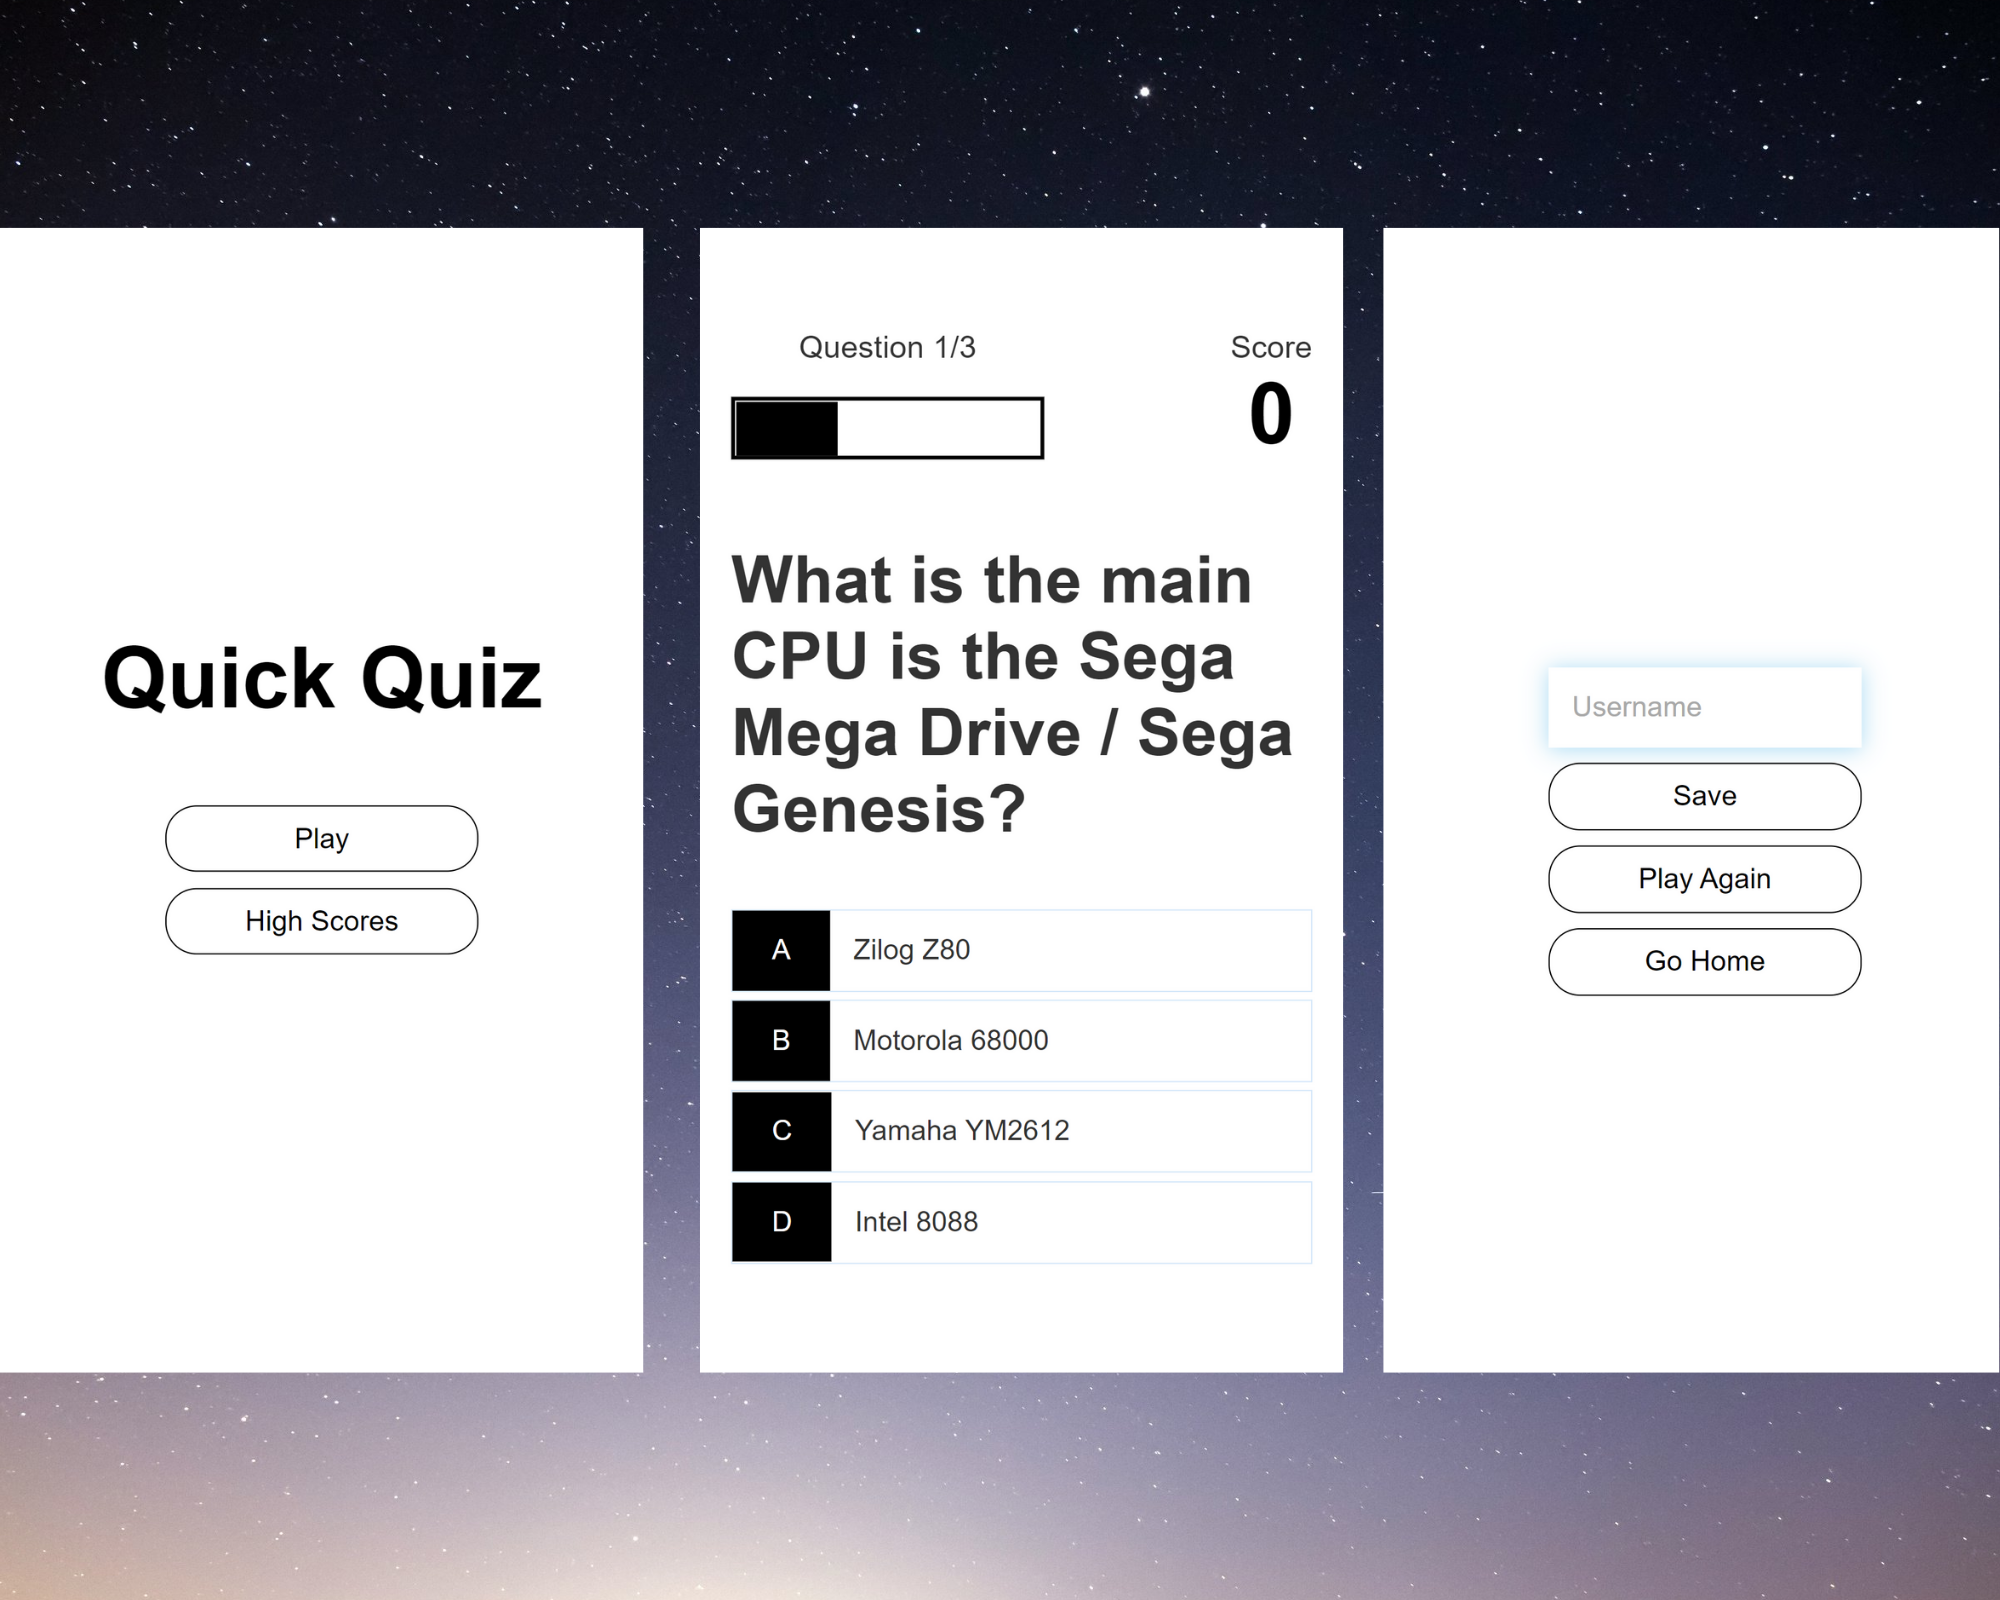 Quick Quiz
Play
High Scores
Question 1/3
Score
0
What is the main
CPU is the Sega
Mega Drive / Sega
Genesis?
A Zilog Z80
B Motorola 68000
C Yamaha YM2612
D Intel 8088
Username
Save
Play Again
Go Home